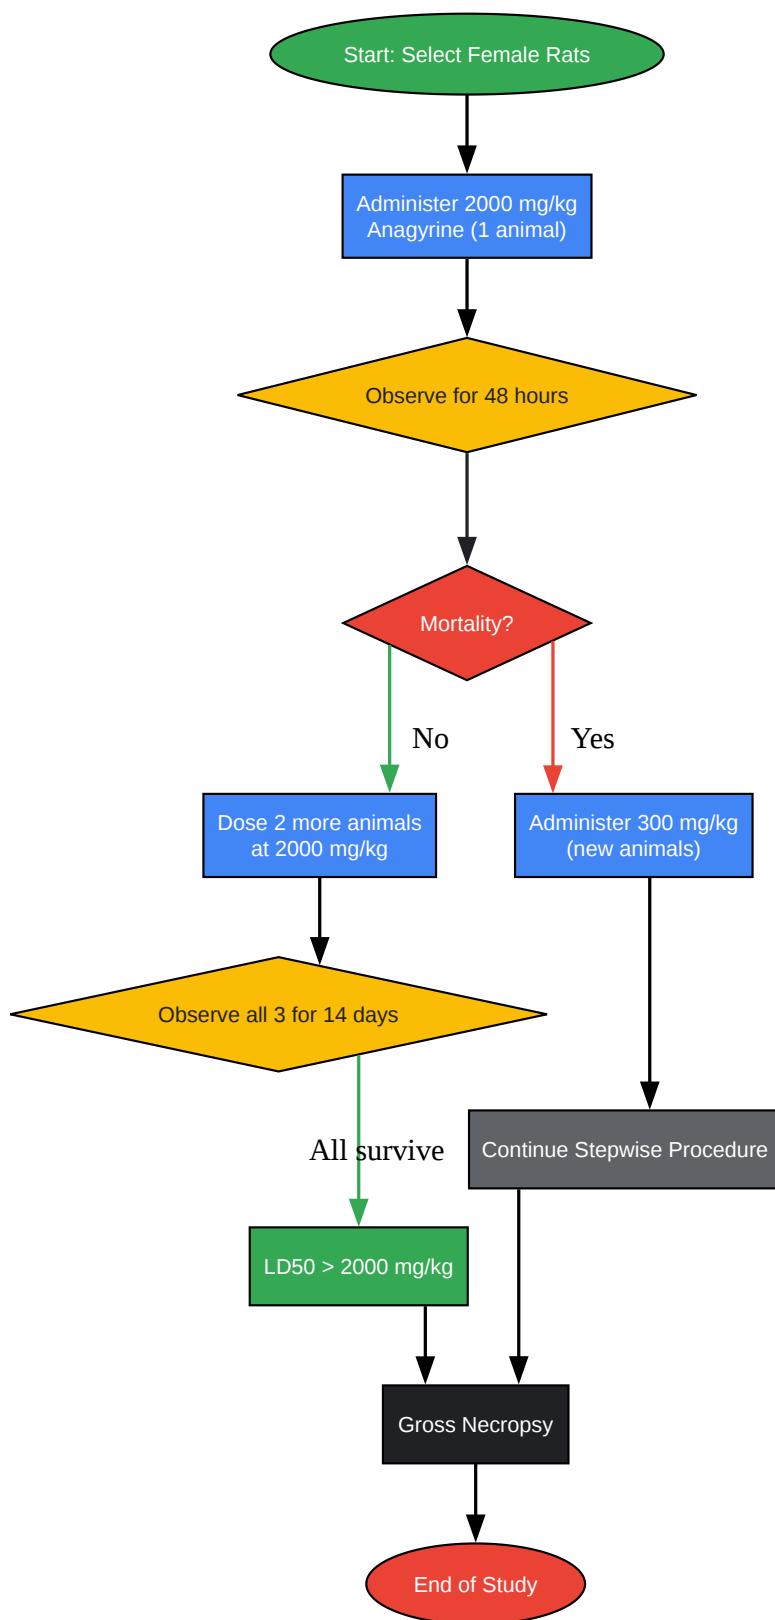 Start: Select Female Rats
Administer 2000 mg/kg
Anagyrine (1 animal)
Observe for 48 hours
Mortality?
No
Yes
Dose 2 more animals
at 2000 mg/kg
Administer 300 mg/kg
(new animals)
Observe all 3 for 14 days
All survive
Continue Stepwise Procedure
LD50 > 2000 mg/kg
Gross Necropsy
End of Study